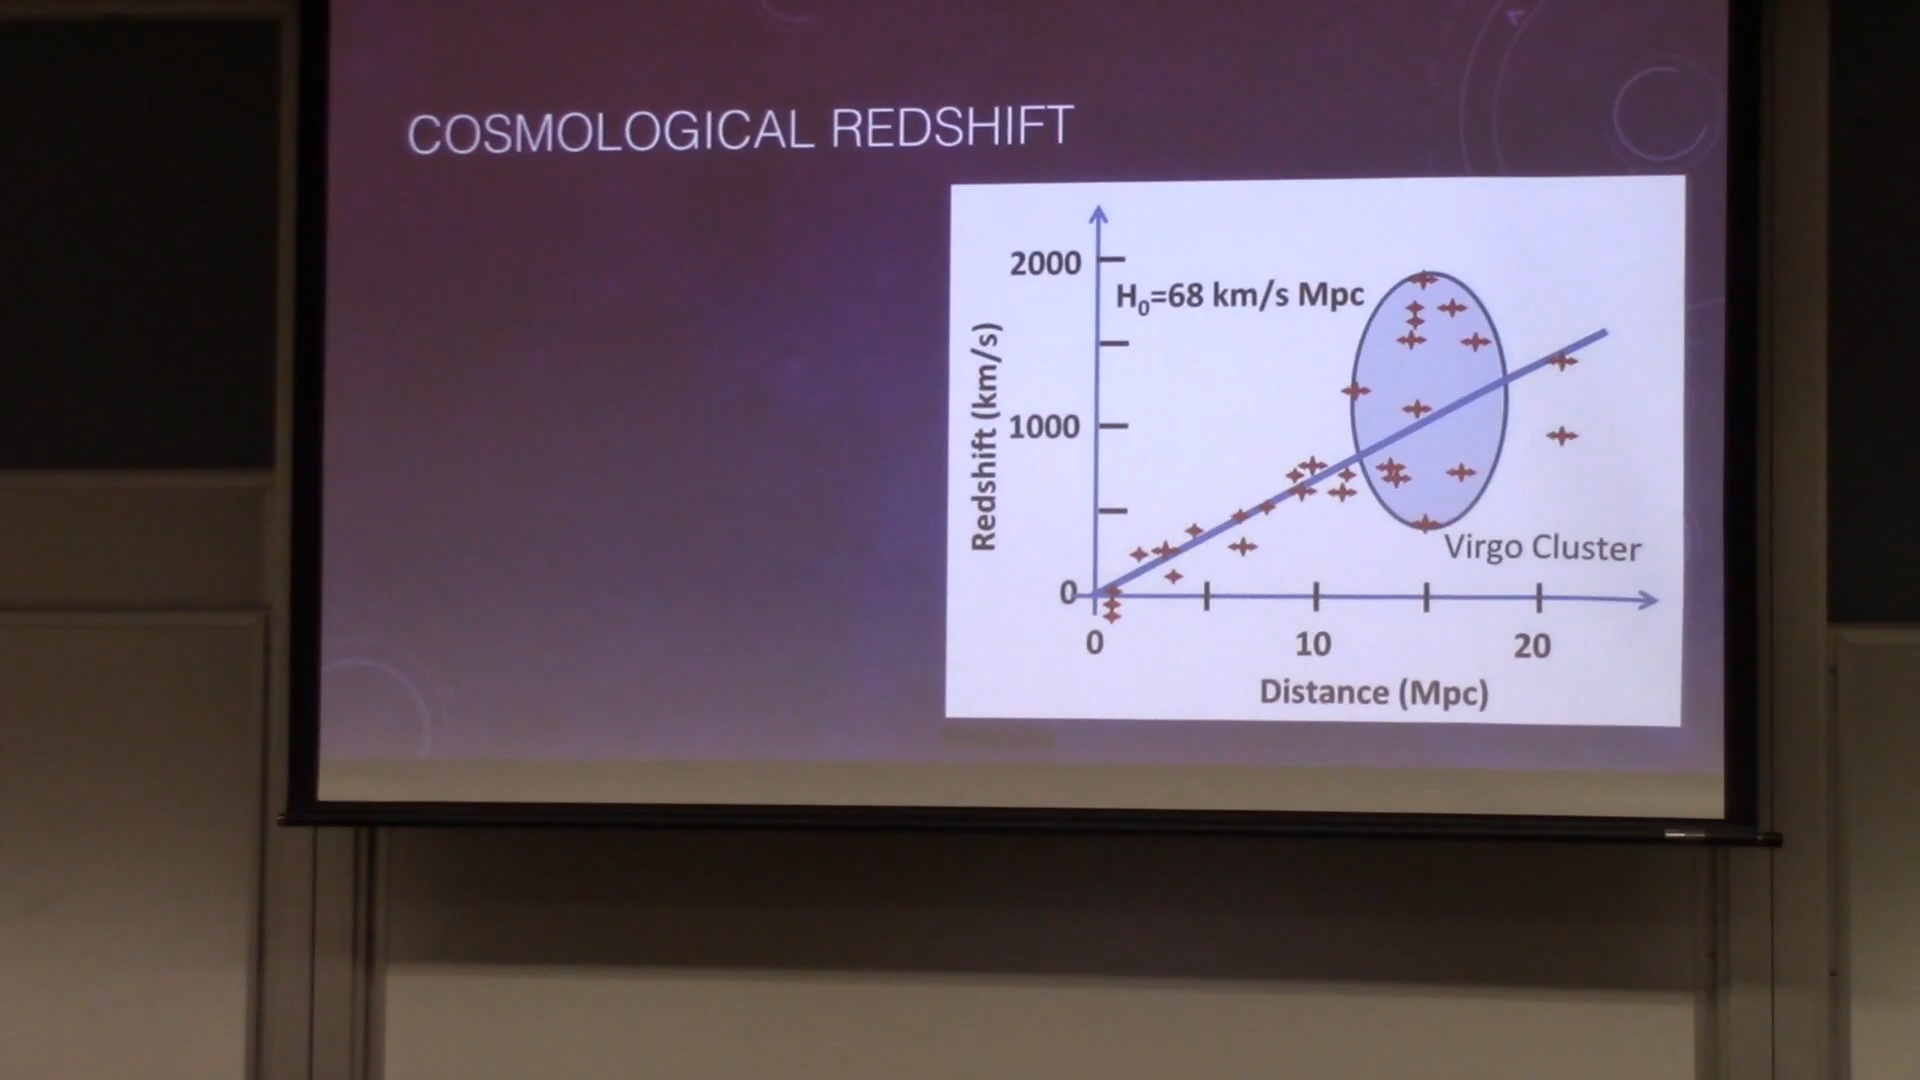 COSMOLOGICAL REDSHIFT
2000
H₀=68 km/s Mpc
Redshift (km/s)
1000
Virgo Cluster
0
0 10 20
Distance (Mpc)